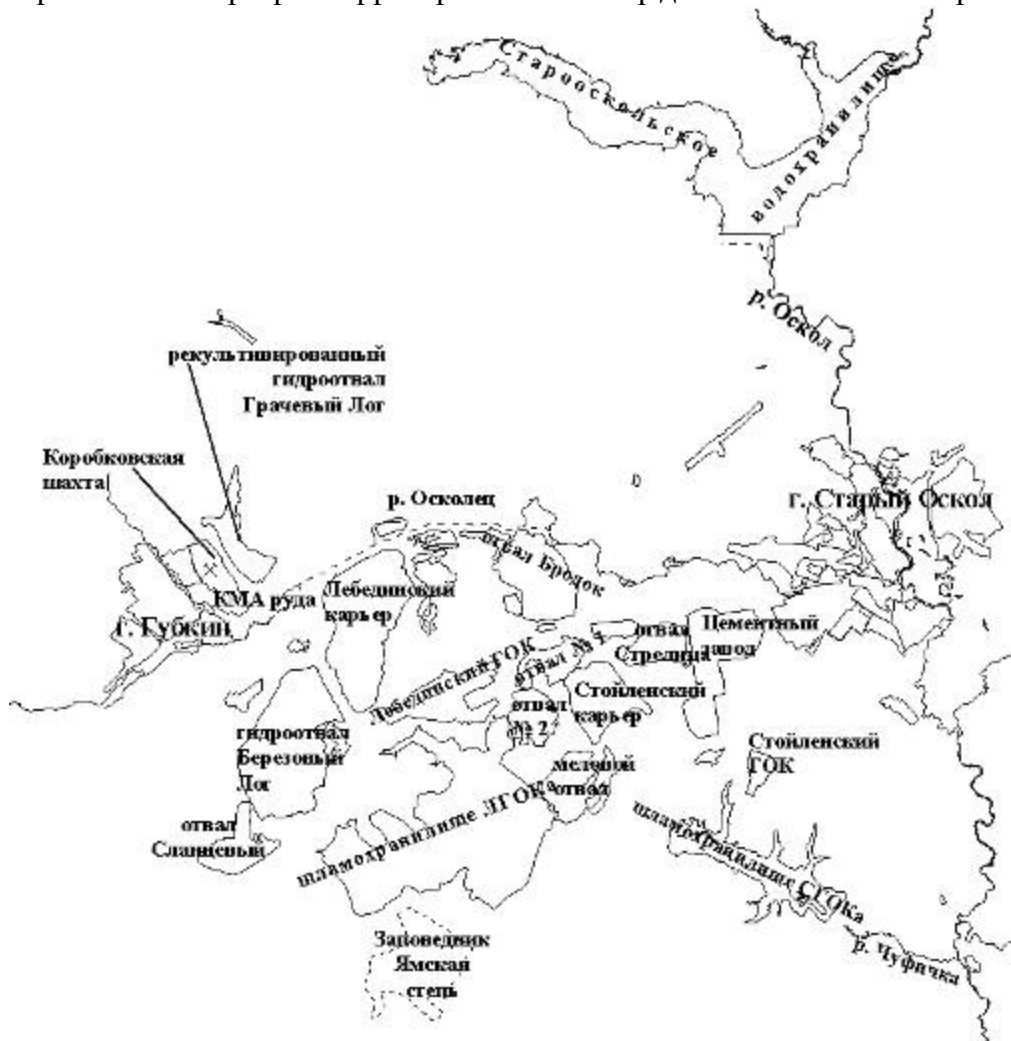 Старооскольское
водохранилище
р. Оскол
рекультивированный
гидроотвал
Грачевый Лог
Коробковская
шахта
р. Осколец
г. Старый Оскол
отвал Бродок
КМА руда
Лебединский
карьер
г. Губкин
Лебединский ГОК
отвал № 4
отвал
Стрелица
Цементный
завод
отвал
№ 2
Стойленский
карьер
гидроотвал
Березовый
Лог
меловой
отвал
Стойленский
ГОК
отвал
Сланцевый
шламохранилище ЛГОКа
шламохранилище СГОКа
р. Чуфичка
Заповедник
Ямская
степь